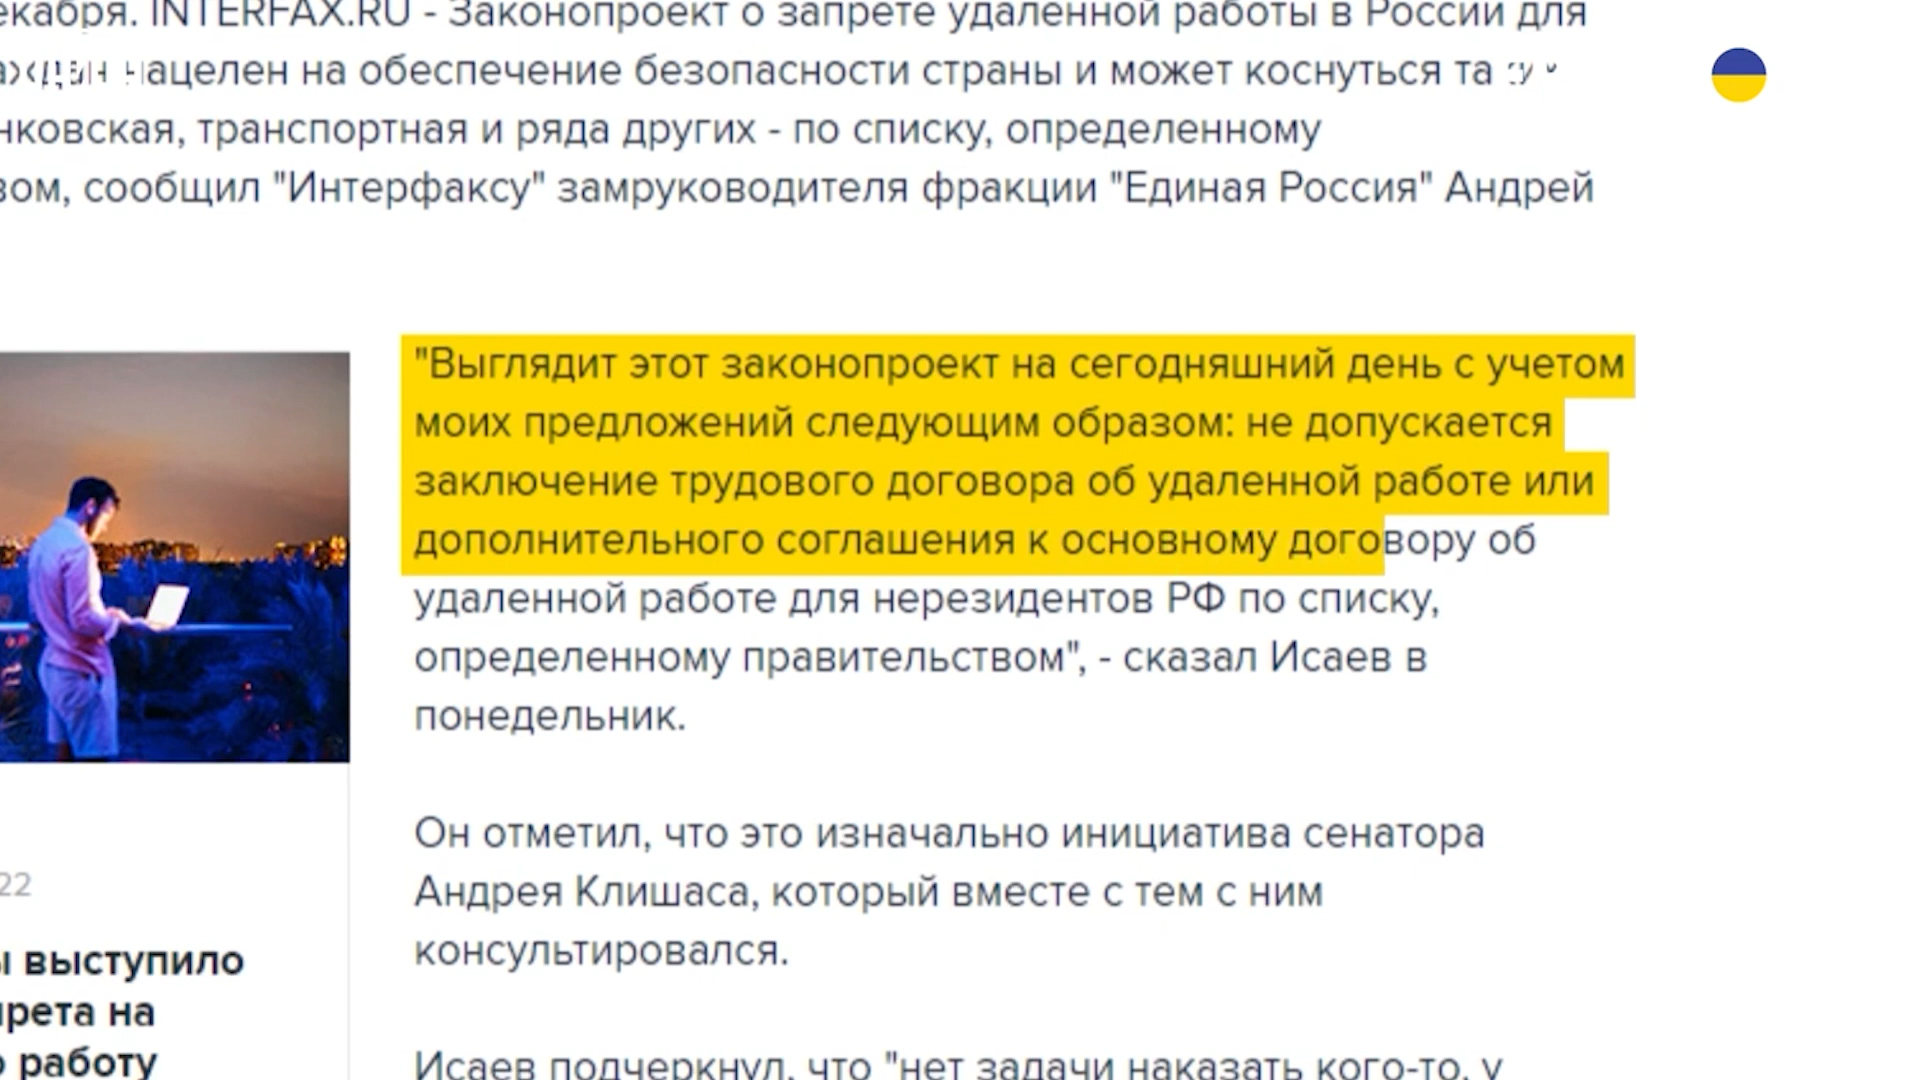 екабря. INTERFAX.RU - Законопроект о запрете удаленной работы в России для
нацелен на обеспечение безопасности страны и может коснуться та
нковская, транспортная и ряда других - по списку, определенному
вом, сообщил "Интерфаксу" замруководителя фракции "Единая Россия" Андрей
"Выглядит этот законопроект на сегодняшний день с учетом
моих предложений следующим образом: не допускается
заключение трудового договора об удаленной работе или
дополнительного соглашения к основному договору об
удаленной работе для нерезидентов РФ по списку,
определенному правительством", - сказал Исаев в
понедельник.
Он отметил, что это изначально инициатива сенатора
Андрея Клишаса, который вместе с тем с ним
консультировался.
Исаев подчеркнул, что "нет задачи наказать кого-то, у
22
ы выступило
прета на
ю работу